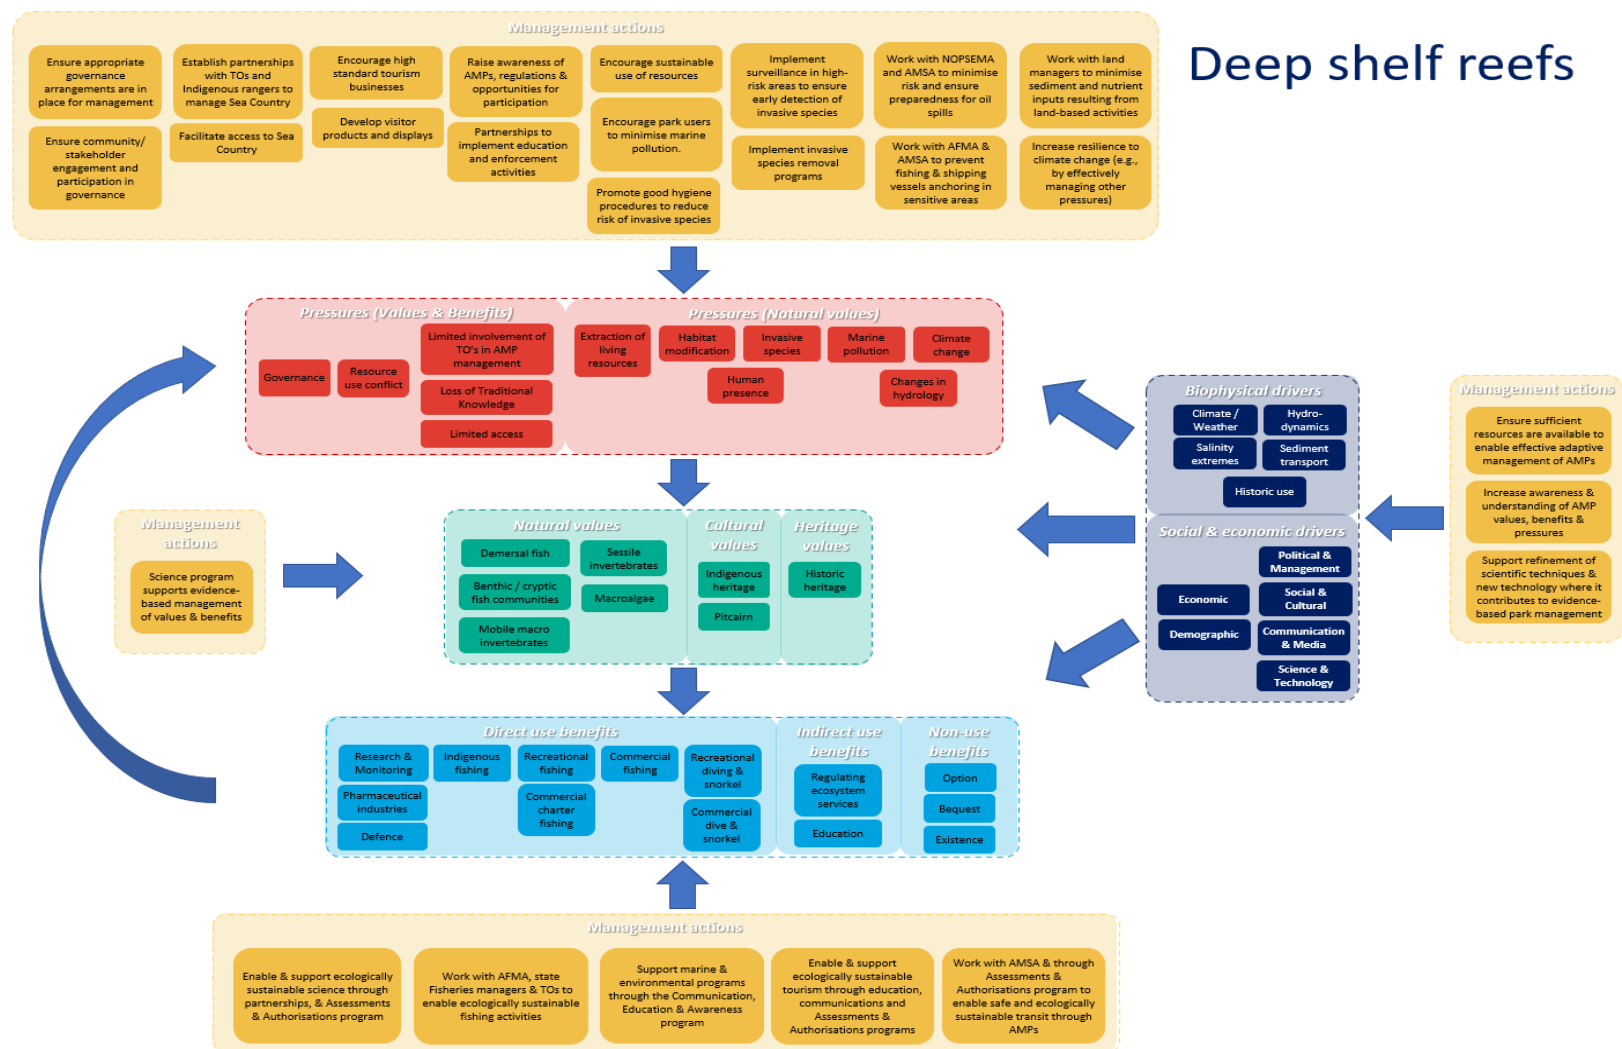 Deep shelf reefs
Management actions
Ensure appropriate
governance
arrangements are in
place for management
Ensure community/
stakeholder
engagement and
participation in
governance
Establish partnerships
with TOs and
Indigenous rangers to
manage Sea Country
Facilitate access to Sea
Country
Encourage high
standard tourism
businesses
Develop visitor
products and displays
Raise awareness of
AMPs, regulations &
opportunities for
participation
Partnerships to
implement education
and enforcement
activities
Encourage sustainable
use of resources
Encourage park users
to minimise marine
pollution.
Promote good hygiene
procedures to reduce
risk of invasive species
Implement
surveillance in high-
risk areas to ensure
early detection of
invasive species
Implement invasive
species removal
programs
Work with NOPSEMA
and AMSA to minimise
risk and ensure
preparedness for oil
spills
Work with AFMA &
AMSA to prevent
fishing & shipping
vessels anchoring in
sensitive areas
Work with land
managers to minimise
sediment and nutrient
inputs resulting from
land-based activities
Increase resilience to
climate change (e.g.,
by effectively
managing other
pressures)
Pressures (Values & Benefits)
Governance
Resource
use conflict
Limited involvement of
TO's in AMP
management
Loss of Traditional
Knowledge
Limited access
Pressures (Natural values)
Extraction of
living
resources
Habitat
modification
Invasive
species
Marine
pollution
Climate
change
Human
presence
Changes in
hydrology
Biophysical drivers
Climate /
Weather
Hydro-
dynamics
Salinity
extremes
Sediment
transport
Historic use
Social & economic drivers
Political &
Management
Economic
Social &
Cultural
Demographic
Communication
& Media
Science &
Technology
Management actions
Ensure sufficient
resources are available to
enable effective adaptive
management of AMPs
Increase awareness &
understanding of AMP
values, benefits &
pressures
Support refinement of
scientific techniques &
new technology where it
contributes to evidence-
based park management
Management
actions
Science program
supports evidence-
based management
of values & benefits
Natural values
Demersal fish
Sessile
invertebrates
Benthic / cryptic
fish communities
Macroalgae
Mobile macro
invertebrates
Cultural
values
Indigenous
heritage
Pitcairn
Heritage
values
Historic
heritage
Direct use benefits
Research &
Monitoring
Indigenous
fishing
Recreational
fishing
Commercial
fishing
Recreational
diving &
snorkel
Pharmaceutical
industries
Commercial
charter
fishing
Commercial
dive &
snorkel
Defence
Indirect use
benefits
Regulating
ecosystem
services
Education
Non-use
benefits
Option
Bequest
Existence
Management actions
Enable & support ecologically
sustainable science through
partnerships, & Assessments
& Authorisations program
Work with AFMA, state
Fisheries managers & TOs to
enable ecologically sustainable
fishing activities
Support marine &
environmental programs
through the Communication,
Education & Awareness
program
Enable & support
ecologically sustainable
tourism through education,
communications and
Assessments &
Authorisations programs
Work with AMSA & through
Assessments &
Authorisations program to
enable safe and ecologically
sustainable transit through
AMPs